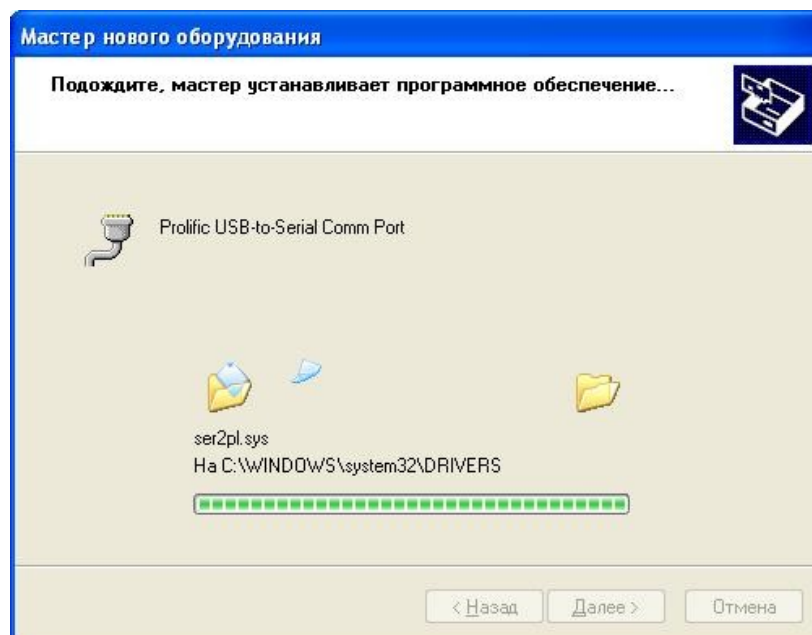 Мастер нового оборудования
Подождите, мастер устанавливает программное обеспечение...
Prolific USB-to-Serial Comm Port
ser2pl.sys
На C:\WINDOWS\system32\DRIVERS
< Назад
Далее >
Отмена